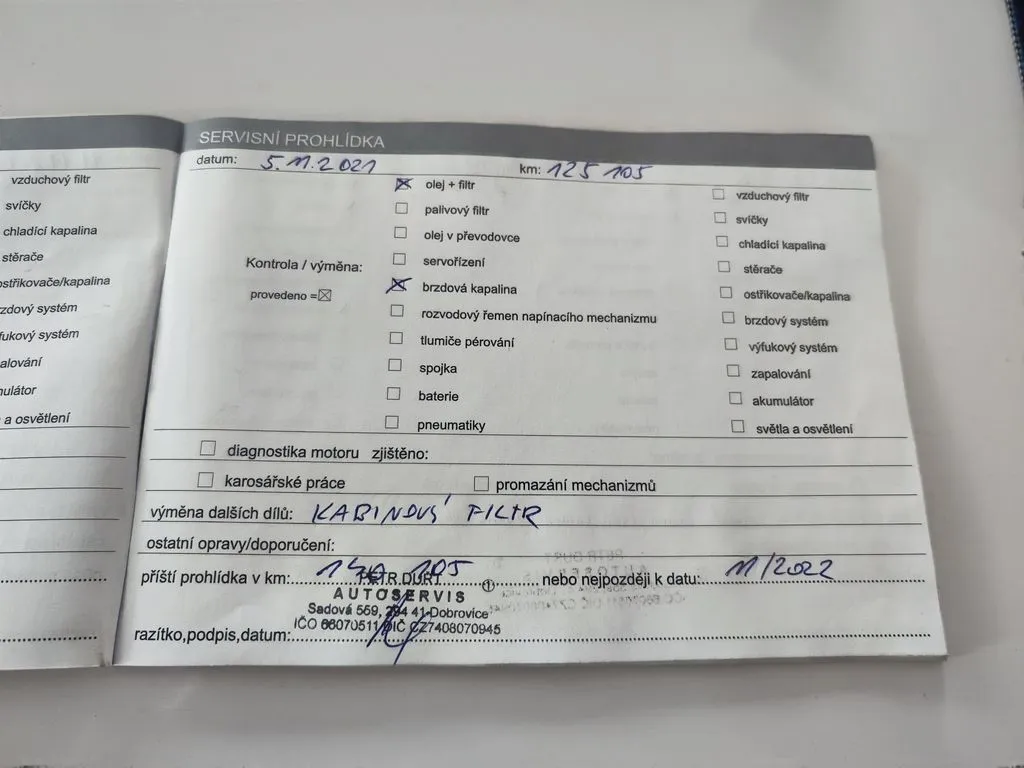 vzduchový filtr
svíčky
chladící kapalina
stěrače
ostřikovače/kapalina
zdový systém
fukový systém
alování
nulátor
a osvětlení
SERVISNÍ PROHLÍDKA
datum: 5.11.2021 km: 125 105
Kontrola / výměna:
provedeno =☒
☒ olej + filtr
☐ palivový filtr
☐ olej v převodovce
☐ servořízení
☒ brzdová kapalina
☐ rozvodový řemen napínacího mechanizmu
☐ tlumiče pérování
☐ spojka
☐ baterie
☐ pneumatiky
☐ vzduchový filtr
☐ svíčky
☐ chladící kapalina
☐ stěrače
☐ ostřikovače/kapalina
☐ brzdový systém
☐ výfukový systém
☐ zapalování
☐ akumulátor
☐ světla a osvětlení
☐ diagnostika motoru zjištěno:
☐ karosářské práce ☐ promazání mechanizmů
výměna dalších dílů: KABINOVÝ FILTR
ostatní opravy/doporučení:
příští prohlídka v km: 140 105 nebo nejpozději k datu: 11/2022
PETR DURT
AUTOSERVIS
Sadová 559, 294 41 Dobrovice
IČO 66070511 DIČ CZ7408070945
razítko,podpis,datum: